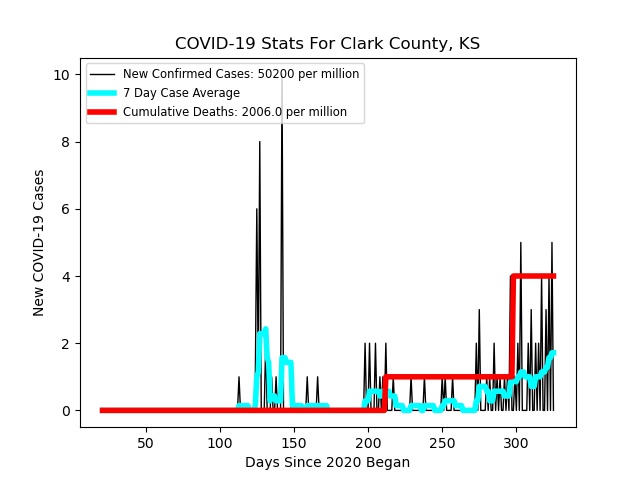 COVID-19 Stats For Clark County, KS
New Confirmed Cases: 50200 per million
7 Day Case Average
Cumulative Deaths: 2006.0 per million
New COVID-19 Cases
10
8
6
4
2
0
50 100 150 200 250 300
Days Since 2020 Began